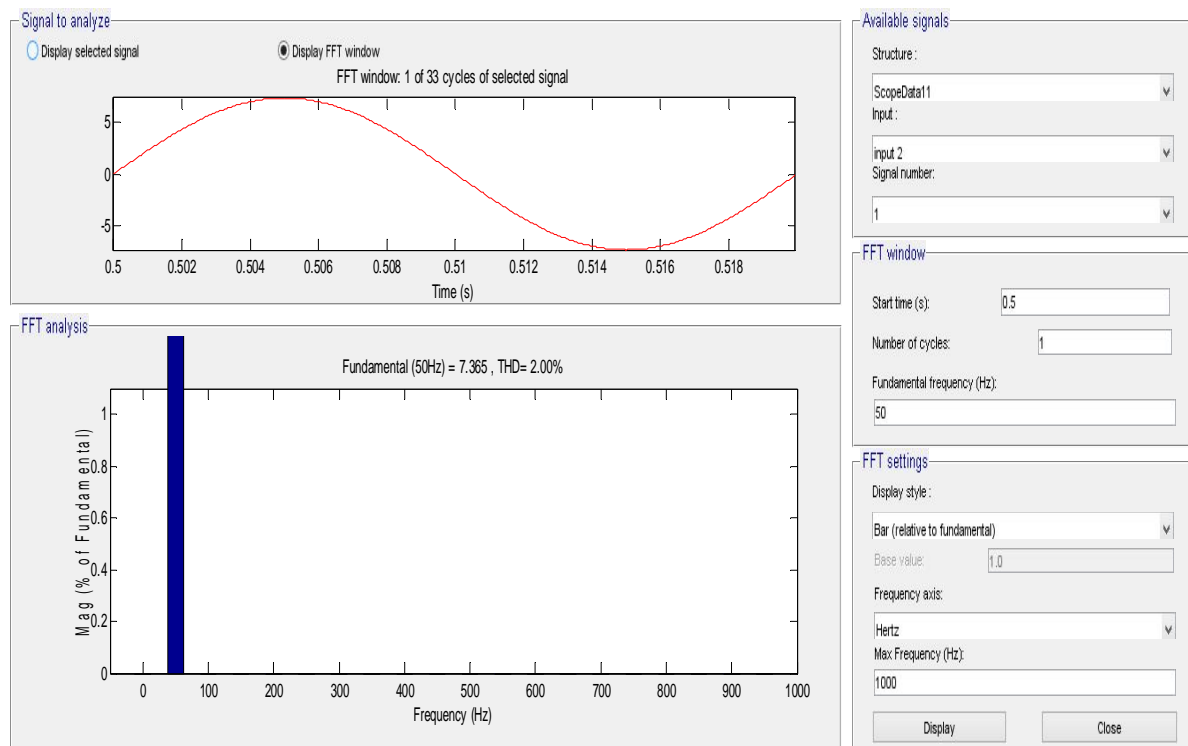 Signal to analyze
Display selected signal
Display FFT window
FFT window: 1 of 33 cycles of selected signal
5
0
-5
0.5 0.502 0.504 0.506 0.508 0.51 0.512 0.514 0.516 0.518
Time (s)
FFT analysis
Fundamental (50Hz) = 7.365 , THD= 2.00%
Mag (% of Fundamental)
1
0.8
0.6
0.4
0.2
0
0 100 200 300 400 500 600 700 800 900 1000
Frequency (Hz)
Available signals
Structure :
ScopeData11
Input :
input 2
Signal number:
1
FFT window
Start time (s): 0.5
Number of cycles: 1
Fundamental frequency (Hz):
50
FFT settings
Display style :
Bar (relative to fundamental)
Base value: 1.0
Frequency axis:
Hertz
Max Frequency (Hz):
1000
Display Close